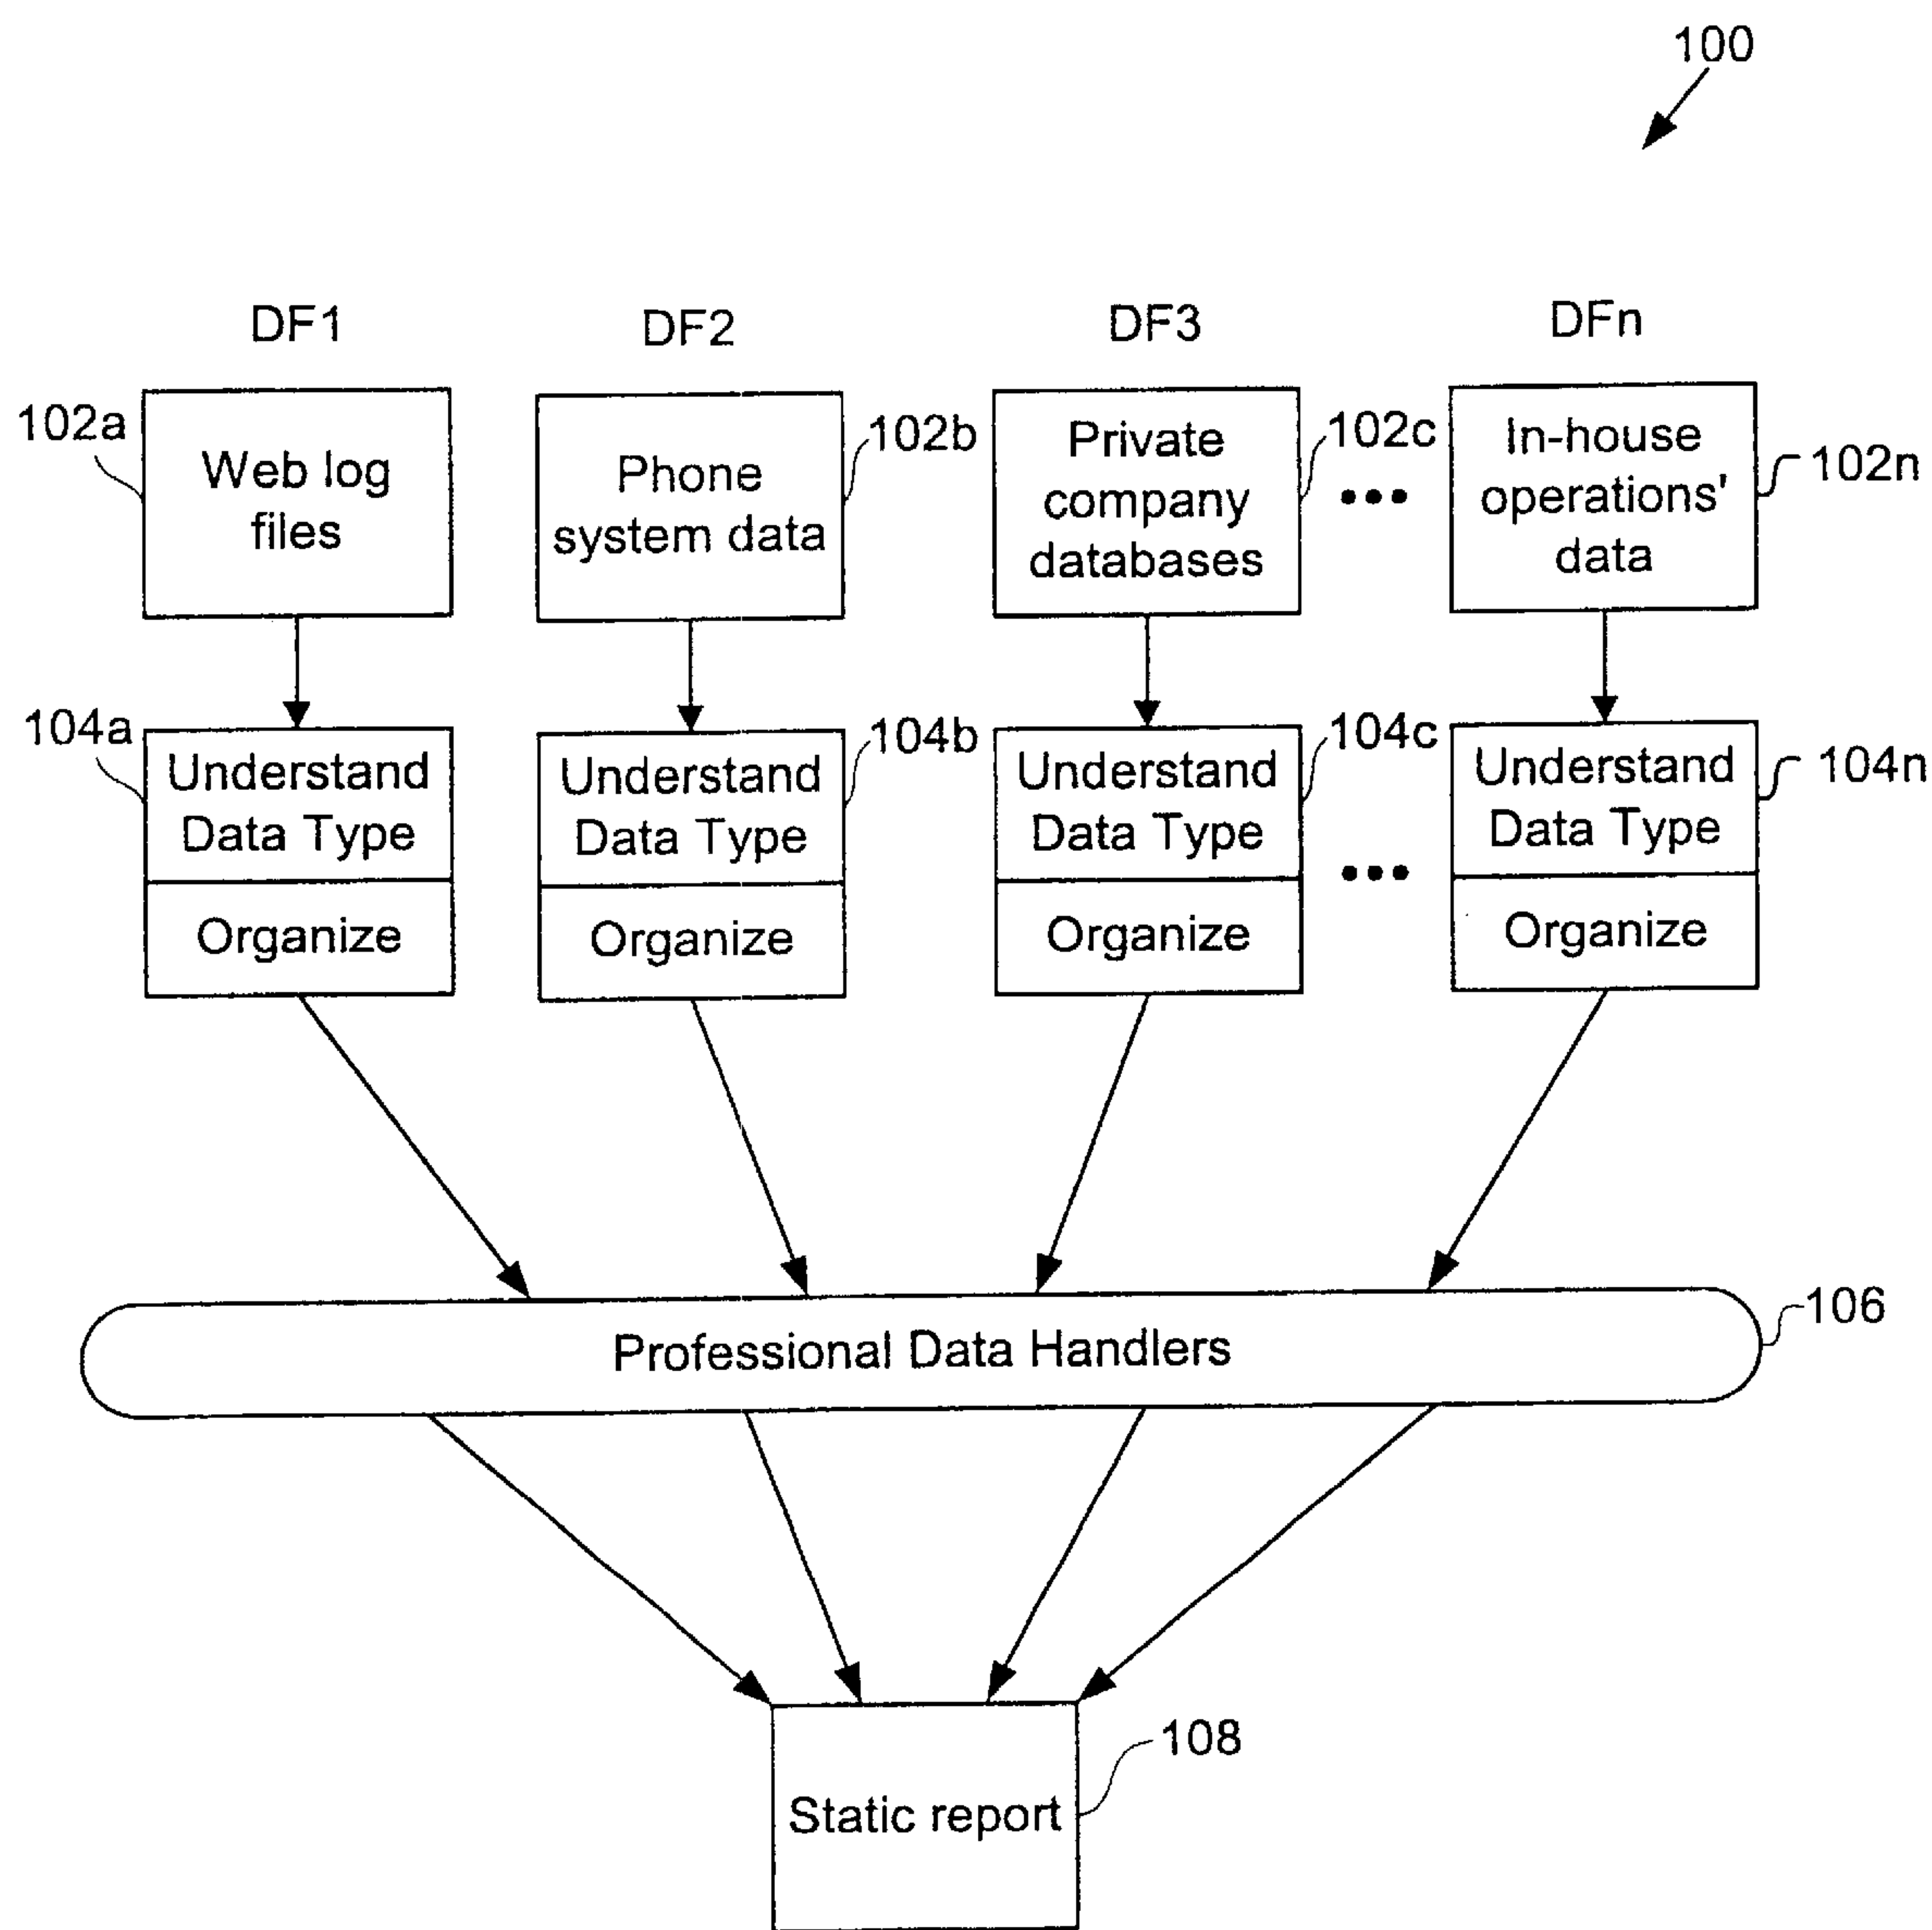 100
DF1
DF2
DF3
DFn
102a
Web log
files
Phone
system data
102b
Private
company
databases
102c
•••
In-house
operations'
data
102n
104a
Understand
Data Type
Organize
Understand
Data Type
Organize
104b
Understand
Data Type
Organize
104c
•••
Understand
Data Type
Organize
104n
Professional Data Handlers
106
Static report
108